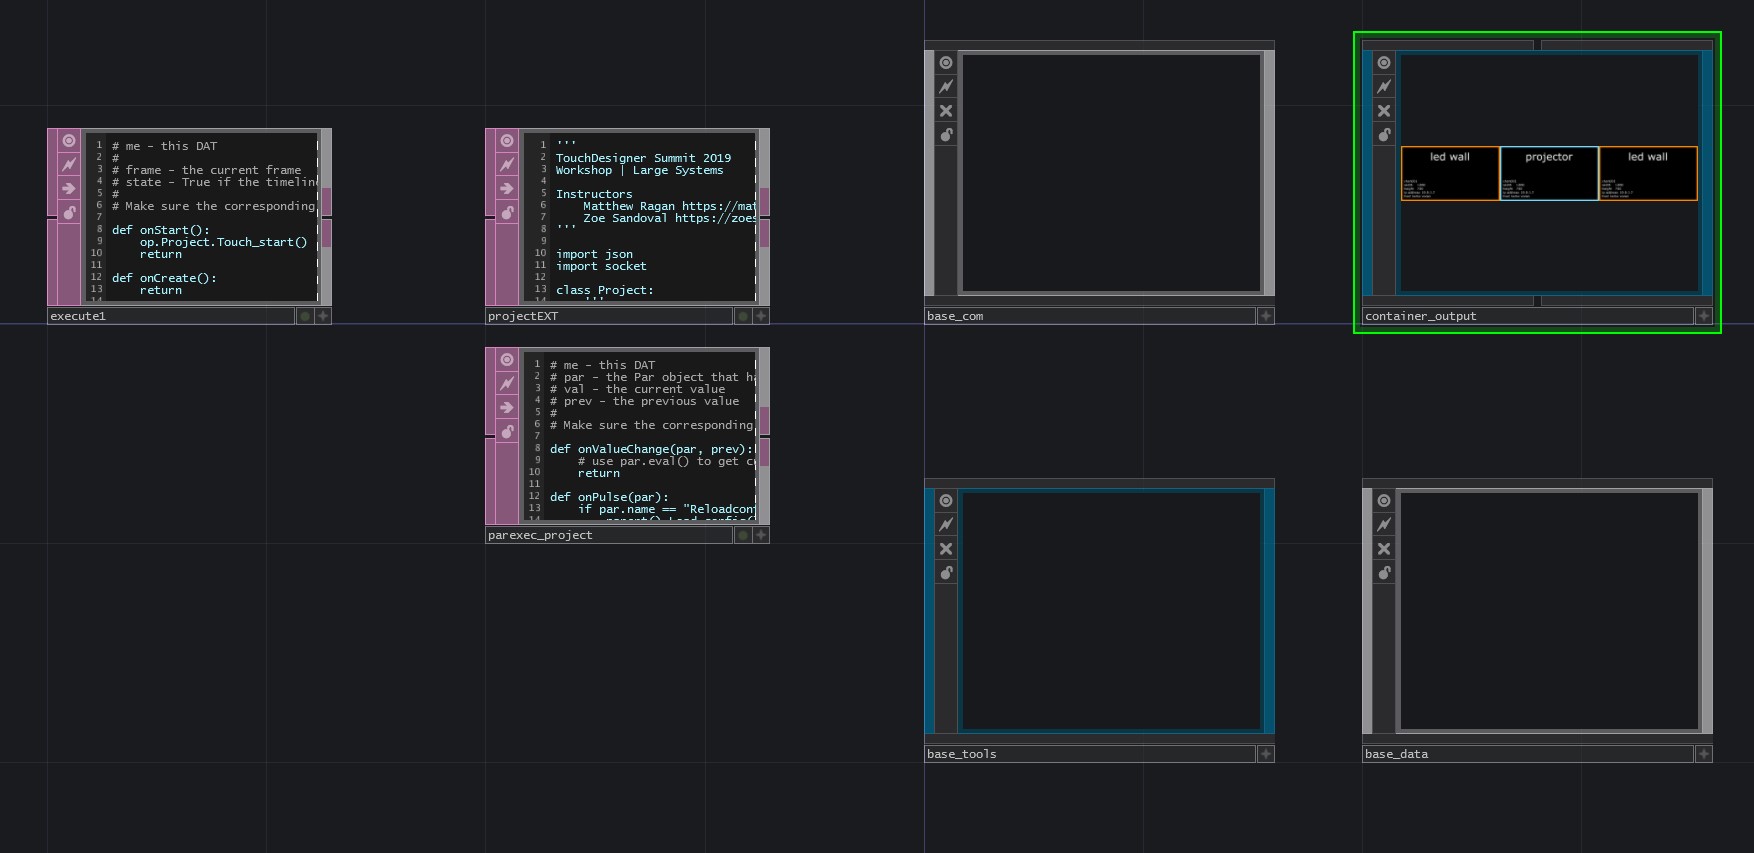 1 # me - this DAT
2 #
3 # frame - the current frame
4 # state - True if the timelin
5 #
6 # Make sure the corresponding
7
8 def onStart():
9 op.Project.Touch_start()
10 return
11
12 def onCreate():
13 return
14
execute1
1 '''
2 TouchDesigner Summit 2019
3 Workshop | Large Systems
4
5 Instructors
6 Matthew Ragan https://mat
7 Zoe Sandoval https://zoes
8 '''
9
10 import json
11 import socket
12
13 class Project:
14 '''
projectEXT
1 # me - this DAT
2 # par - the Par object that ha
3 # val - the current value
4 # prev - the previous value
5 #
6 # Make sure the corresponding
7
8 def onValueChange(par, prev):
9 # use par.eval() to get cu
10 return
11
12 def onPulse(par):
13 if par.name == "Reloadconf
14 parent().Load_config(
parexec_project
base_com
led wall
projector
led wall
container_output
base_tools
base_data